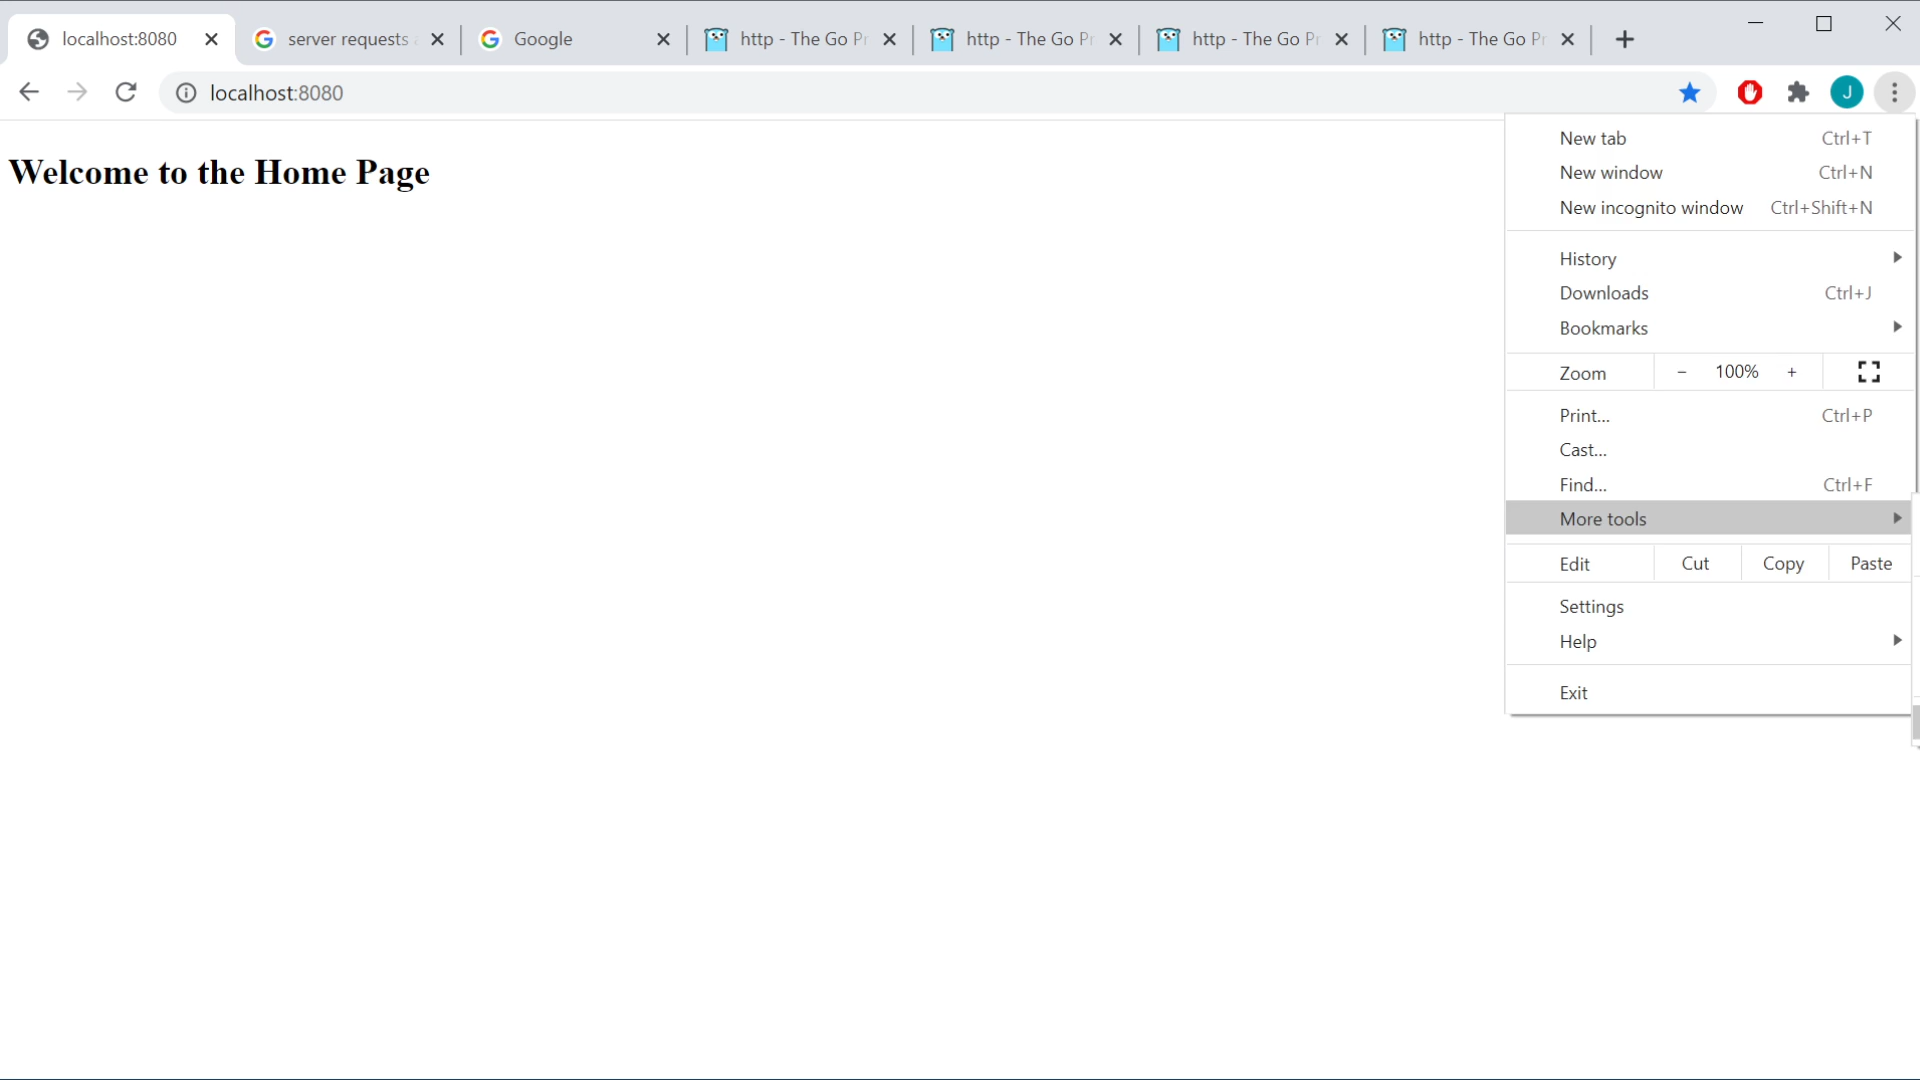 localhost:8080 server requests Google http - The Go Pr http - The Go Pr http - The Go Pr http - The Go Pr
localhost:8080 J
Welcome to the Home Page
New tab Ctrl+T
New window Ctrl+N
New incognito window Ctrl+Shift+N
History
Downloads Ctrl+J
Bookmarks
Zoom - 100% +
Print... Ctrl+P
Cast...
Find... Ctrl+F
More tools
Edit Cut Copy Paste
Settings
Help
Exit